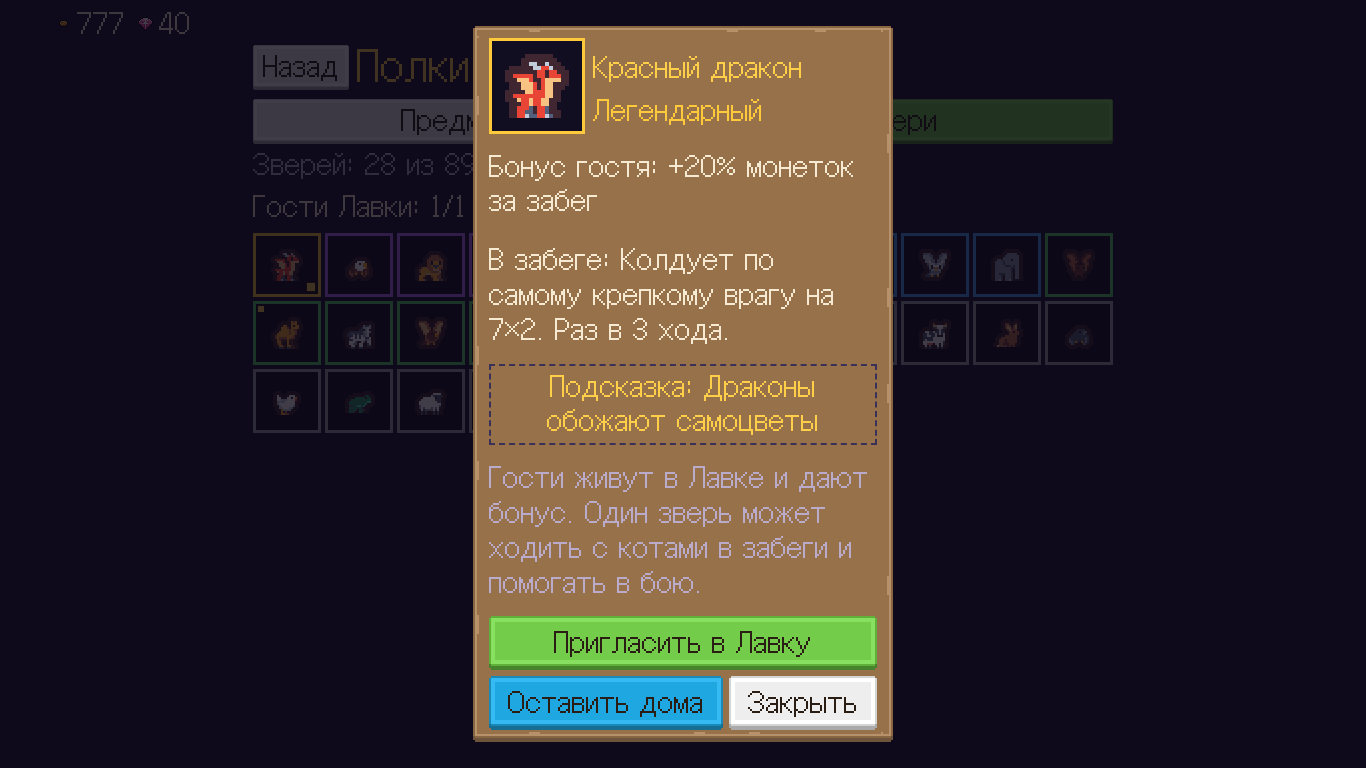 777 40
Назад Полки
Предм
ери
Зверей: 28 из 89
Гости Лавки: 1/1
Красный дракон
Легендарный
Бонус гостя: +20% монеток
за забег
В забеге: Колдует по
самому крепкому врагу на
7×2. Раз в 3 хода.
Подсказка: Драконы
обожают самоцветы
Гости живут в Лавке и дают
бонус. Один зверь может
ходить с котами в забеги и
помогать в бою.
Пригласить в Лавку
Оставить дома Закрыть